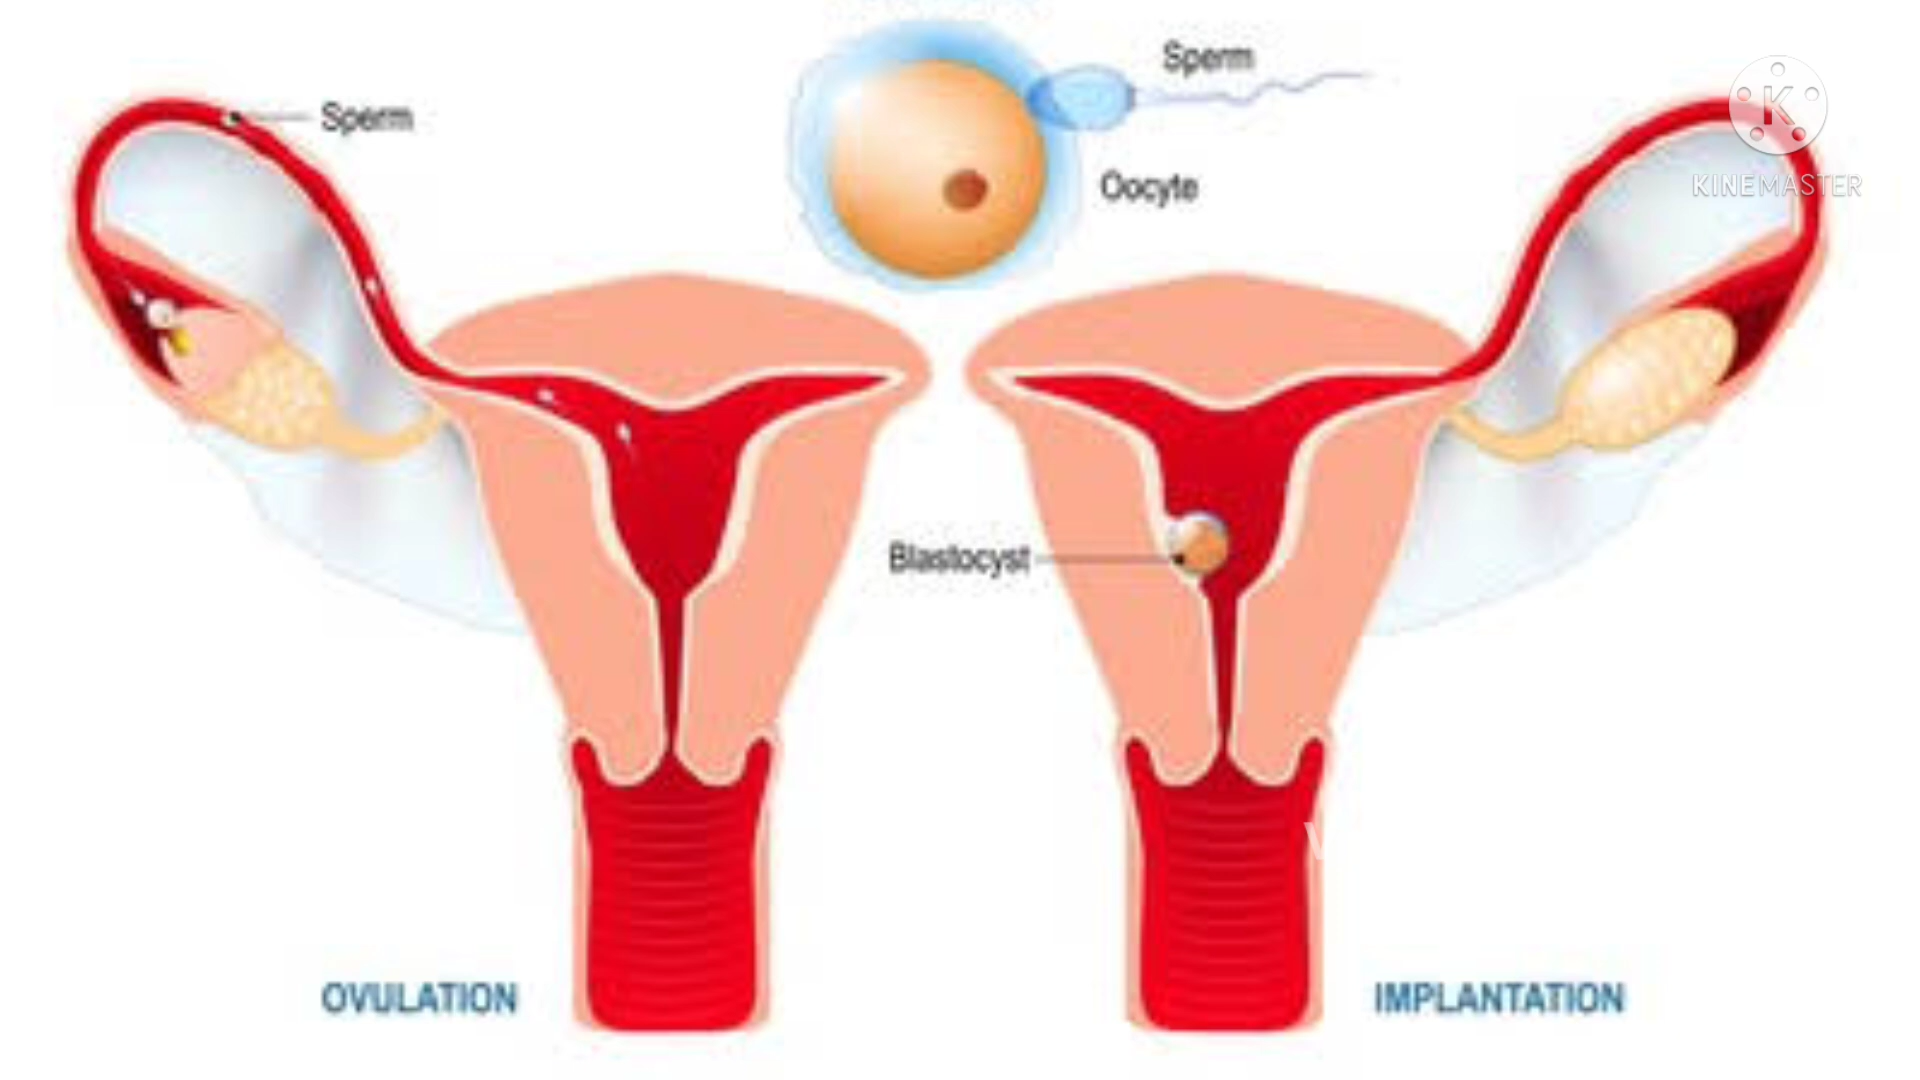 Sperm
Sperm
K
KINEMASTER
Oocyte
Blastocyst
OVULATION
IMPLANTATION